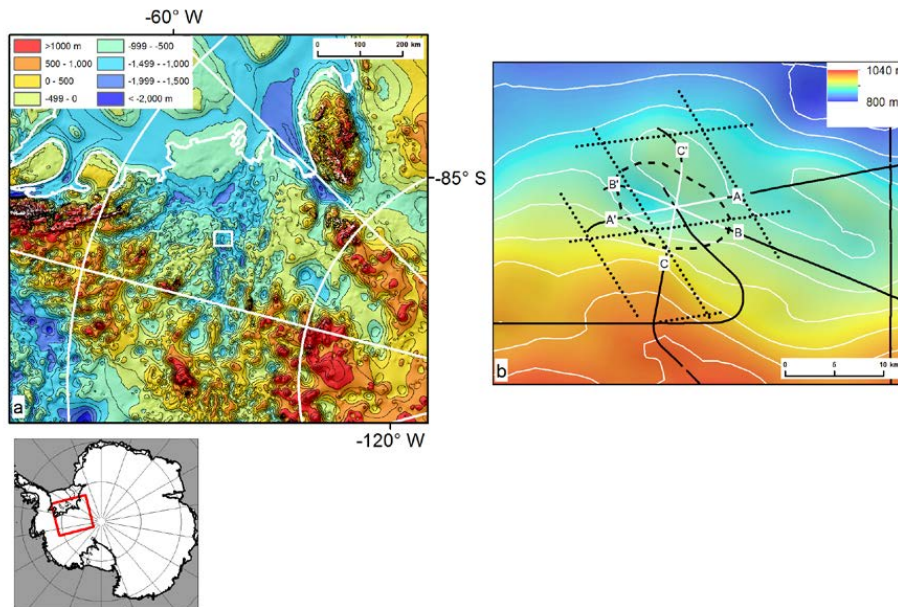 -60° W
>1000 m
500 - 1,000
0 - 500
-499 - 0
-999 - -500
-1,499 - -1,000
-1,999 - -1,500
< -2,000 m
0 100 200 km
-85° S
a
-120° W
1040 m
800 m
C'
B'
A
A'
B
C
b
0 5 10 km